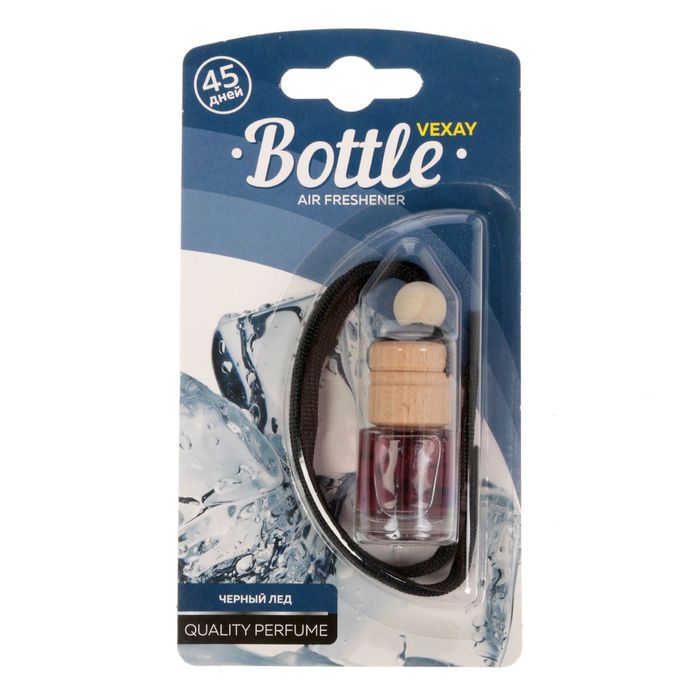 45
дней
VEXAY
·Bottle·
AIR FRESHENER
ЧЕРНЫЙ ЛЕД
QUALITY PERFUME